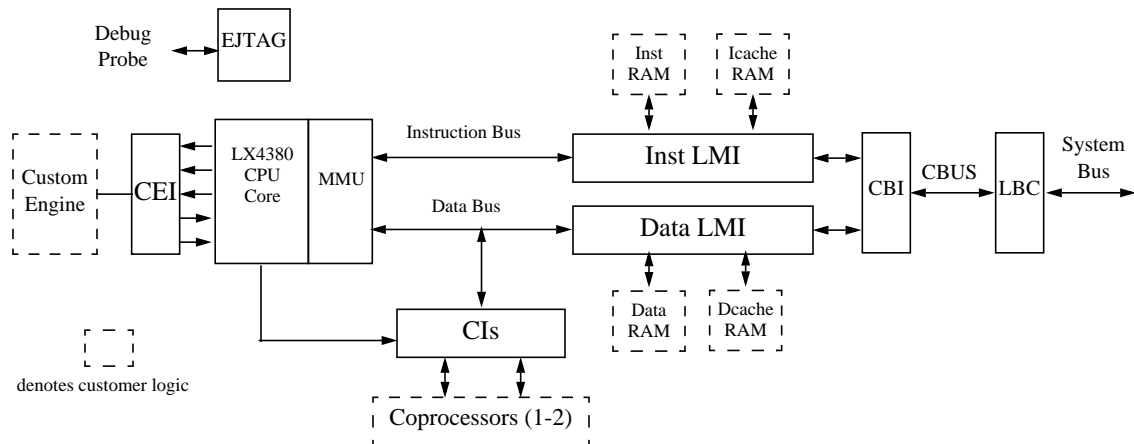 Debug
Probe
EJTAG
Inst
RAM
Icache
RAM
Custom
Engine
CEI
LX4380
CPU
Core
MMU
Instruction Bus
Data Bus
Inst LMI
Data LMI
CBI
CBUS
LBC
System
Bus
Data
RAM
Dcache
RAM
CIs
denotes customer logic
Coprocessors (1-2)